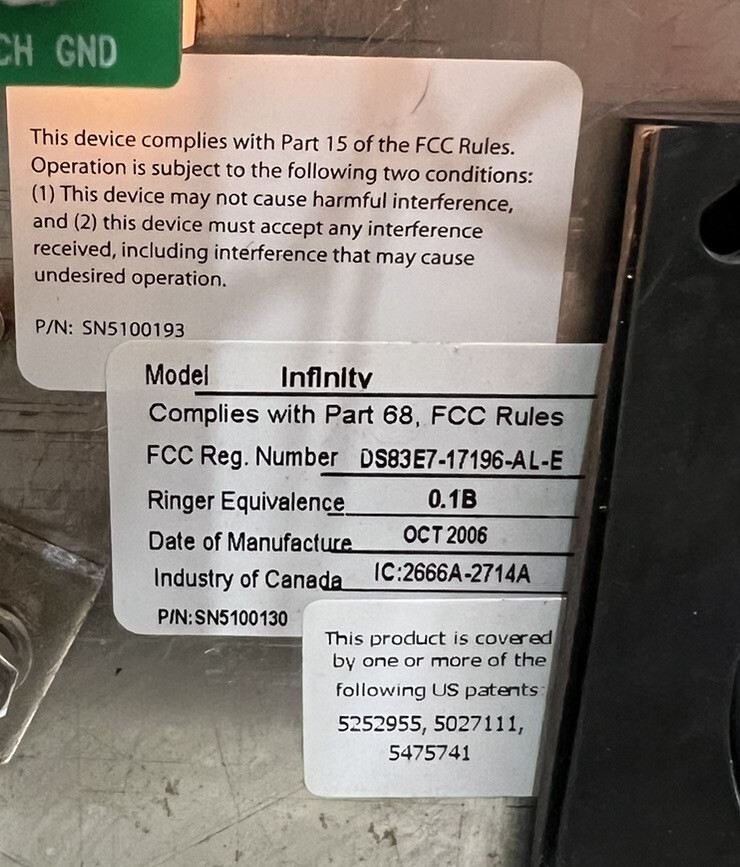 CH GND
This device complies with Part 15 of the FCC Rules.
Operation is subject to the following two conditions:
(1) This device may not cause harmful interference,
and (2) this device must accept any interference
received, including interference that may cause
undesired operation.
P/N: SN5100193
Model Infinity
Complies with Part 68, FCC Rules
FCC Reg. Number DS83E7-17196-AL-E
Ringer Equivalence 0.1B
Date of Manufacture OCT 2006
Industry of Canada IC:2666A-2714A
P/N:SN5100130
This product is covered
by one or more of the
following US patents:
5252955, 5027111,
5475741